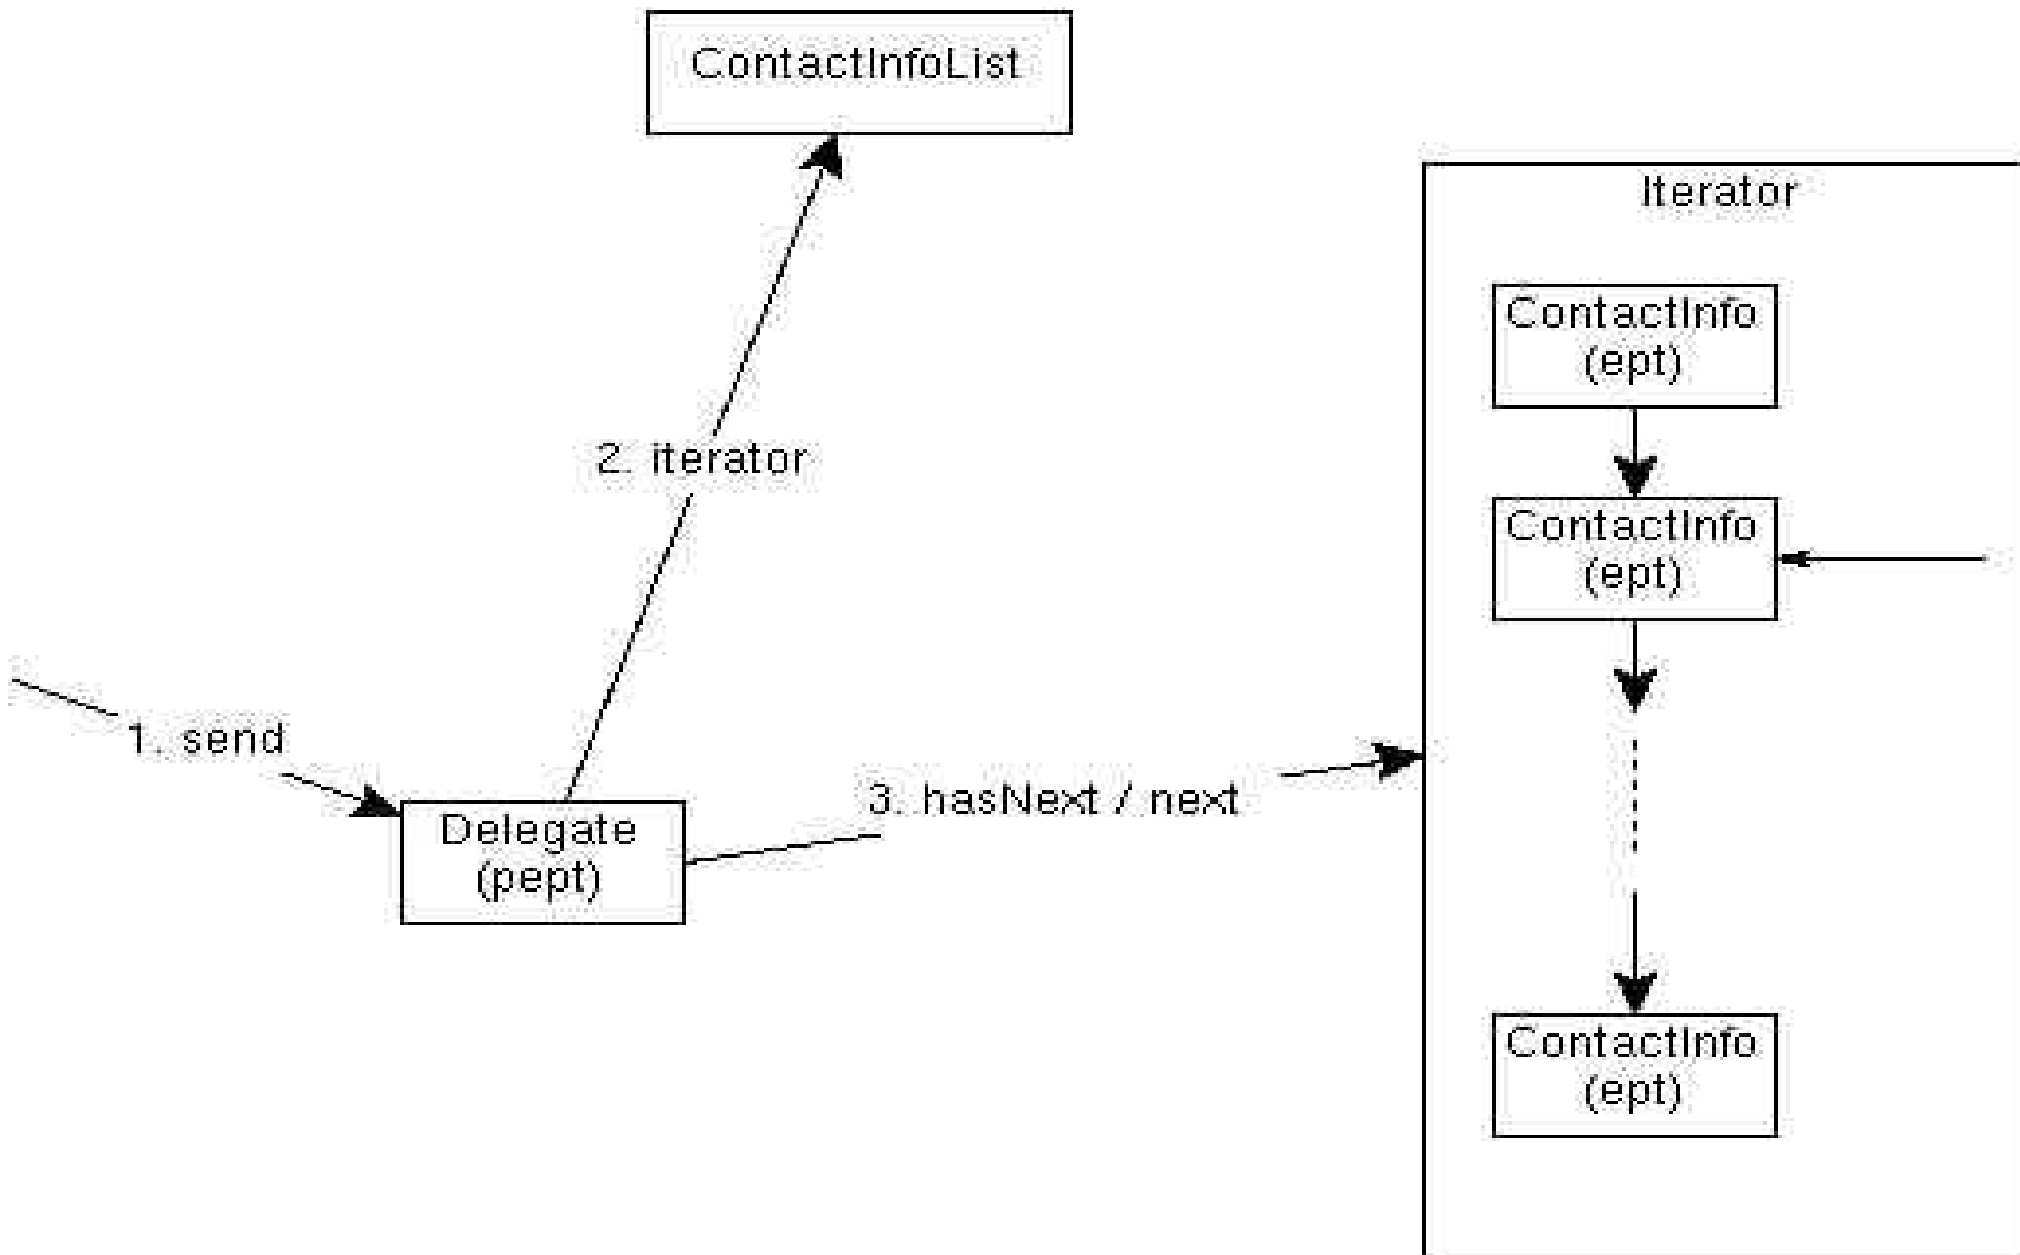 ContactInfoList
Iterator
ContactInfo
(ept)
2. iterator
ContactInfo
(ept)
1. send
3. hasNext / next
Delegate
(pept)
ContactInfo
(ept)